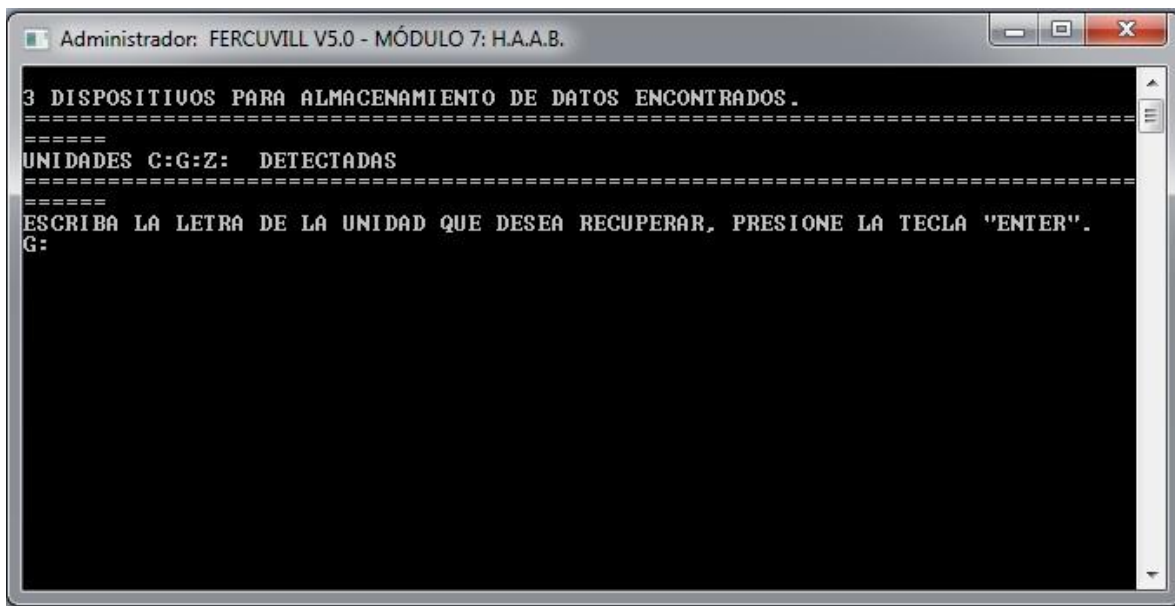 Administrador: FERCUVILL V5.0 - MÓDULO 7: H.A.A.B.
3 DISPOSITIVOS PARA ALMACENAMIENTO DE DATOS ENCONTRADOS.
================================================================================
======
UNIDADES C:G:Z:  DETECTADAS
================================================================================
======
ESCRIBA LA LETRA DE LA UNIDAD QUE DESEA RECUPERAR, PRESIONE LA TECLA "ENTER".
G: